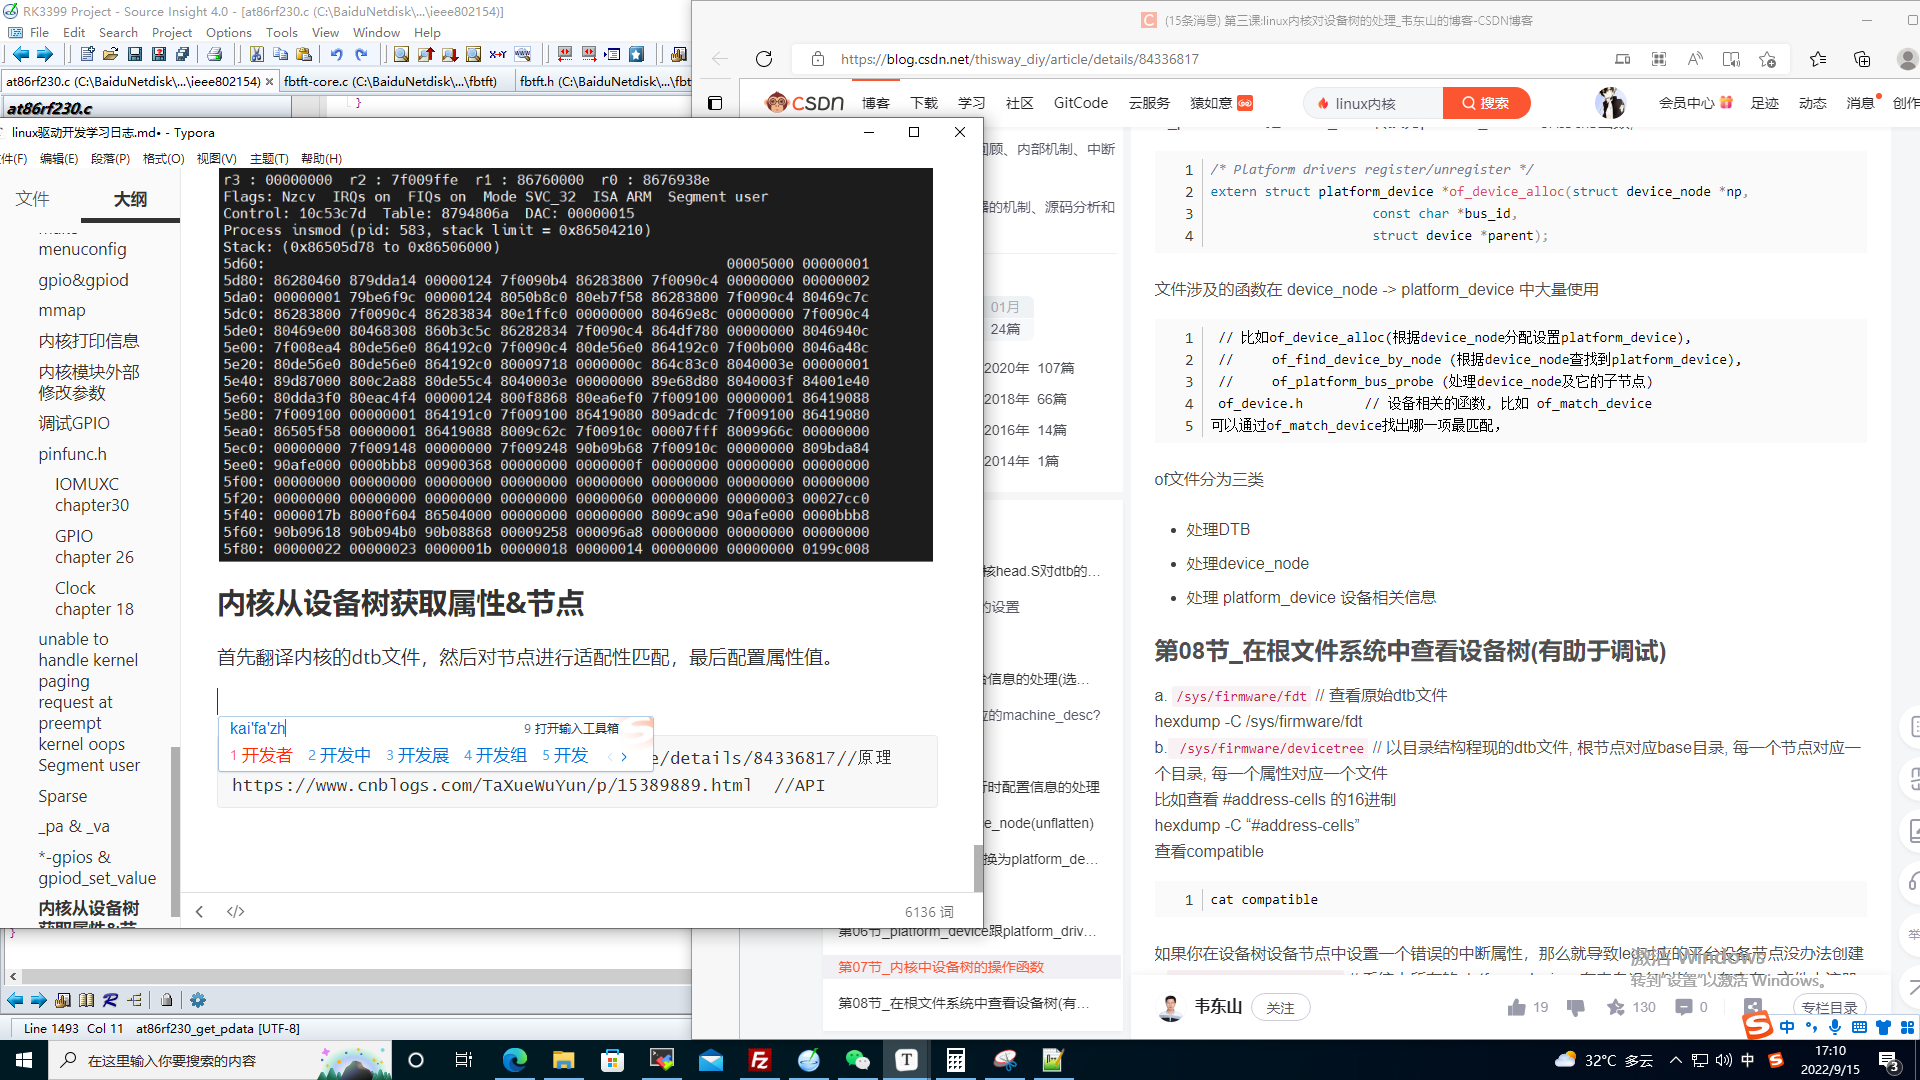 RK3399 Project - Source Insight 4.0 - [at86rf230.c (C:\BaiduNetdisk\...\ieee802154)]
File Edit Search Project Options Tools View Window Help
at86rf230.c (C:\BaiduNetdisk\...\ieee802154) × fbtft-core.c (C:\BaiduNetdisk\...\fbtft) fbtft.h (C:\BaiduNetdisk\...\fbt
at86rf230.c
}
linux驱动开发学习日志.md• - Typora
件(F) 编辑(E) 段落(P) 格式(O) 视图(V) 主题(T) 帮助(H)
文件 大纲
menuconfig
gpio&gpiod
mmap
内核打印信息
内核模块外部
修改参数
调试GPIO
pinfunc.h
IOMUXC
chapter30
GPIO
chapter 26
Clock
chapter 18
unable to
handle kernel
paging
request at
preempt
kernel oops
Segment user
Sparse
_pa & _va
*-gpios &
gpiod_set_value
内核从设备树
获取属性&节
r3 : 00000000  r2 : 7f009ffe  r1 : 86760000  r0 : 8676938e
Flags: Nzcv  IRQs on  FIQs on  Mode SVC_32  ISA ARM  Segment user
Control: 10c53c7d  Table: 8794806a  DAC: 00000015
Process insmod (pid: 583, stack limit = 0x86504210)
Stack: (0x86505d78 to 0x86506000)
5d60: 00005000 00000001
5d80: 86280460 879dda14 00000124 7f0090b4 86283800 7f0090c4 00000000 00000002
5da0: 00000001 79be6f9c 00000124 8050b8c0 80eb7f58 86283800 7f0090c4 80469c7c
5dc0: 86283800 7f0090c4 86283834 80e1ffc0 00000000 80469e8c 00000000 7f0090c4
5de0: 80469e00 80468308 860b3c5c 86282834 7f0090c4 864df780 00000000 8046940c
5e00: 7f008ea4 80de56e0 864192c0 7f0090c4 80de56e0 864192c0 7f00b000 8046a48c
5e20: 80de56e0 80de56e0 864192c0 80009718 0000000c 864c83c0 8040003e 00000001
5e40: 89d87000 800c2a88 80de55c4 8040003e 00000000 89e68d80 8040003f 84001e40
5e60: 80dda3f0 80eac4f4 00000124 800f8868 80ea6ef0 7f009100 00000001 86419088
5e80: 7f009100 00000001 864191c0 7f009100 86419080 809adcdc 7f009100 86419080
5ea0: 86505f58 00000001 86419088 8009c62c 7f00910c 00007fff 8009966c 00000000
5ec0: 00000000 7f009148 00000000 7f009248 90b09b68 7f00910c 00000000 809bda84
5ee0: 90afe000 0000bbb8 00900368 00000000 0000000f 00000000 00000000 00000000
5f00: 00000000 00000000 00000000 00000000 00000000 00000000 00000000 00000000
5f20: 00000000 00000000 00000000 00000000 00000060 00000000 00000003 00027cc0
5f40: 0000017b 8000f604 86504000 00000000 00000000 8009ca90 90afe000 0000bbb8
5f60: 90b09618 90b094b0 90b08868 00009258 000096a8 00000000 00000000 00000000
5f80: 00000022 00000023 0000001b 00000018 00000014 00000000 00000000 0199c008
内核从设备树获取属性&节点
首先翻译内核的dtb文件，然后对节点进行适配性匹配，最后配置属性值。
kai'fa'zh 9 打开输入工具箱
1 开发者 2 开发中 3 开发展 4 开发组 5 开发
e/details/84336817//原理
https://www.cnblogs.com/TaXueWuYun/p/15389889.html  //API
6136 词
}
Line 1493 Col 11 at86rf230_get_pdata [UTF-8]
(15条消息) 第三课:linux内核对设备树的处理_韦东山的博客-CSDN博客
https://blog.csdn.net/thisway_diy/article/details/84336817
CSDN 博客 下载 学习 社区 GitCode 云服务 猿如意 linux内核 搜索 会员中心 足迹 动态 消息 创作
回顾、内部机制、中断
器的机制、源码分析和
01月
24篇
2020年 107篇
2018年 66篇
2016年 14篇
2014年 1篇
核head.S对dtb的...
的设置
台信息的处理(选...
应的machine_desc?
行时配置信息的处理
e_node(unflatten)
换为platform_de...
第06节_platform_device跟platform_driv...
第07节_内核中设备树的操作函数
第08节_在根文件系统中查看设备树(有...
1 /* Platform drivers register/unregister */
2 extern struct platform_device *of_device_alloc(struct device_node *np,
3 const char *bus_id,
4 struct device *parent);
文件涉及的函数在 device_node -> platform_device 中大量使用
1 // 比如of_device_alloc(根据device_node分配设置platform_device),
2 // of_find_device_by_node (根据device_node查找到platform_device),
3 // of_platform_bus_probe (处理device_node及它的子节点)
4 of_device.h // 设备相关的函数, 比如 of_match_device
5 可以通过of_match_device找出哪一项最匹配，
of文件分为三类
• 处理DTB
• 处理device_node
• 处理 platform_device 设备相关信息
第08节_在根文件系统中查看设备树(有助于调试)
a. /sys/firmware/fdt // 查看原始dtb文件
hexdump -C /sys/firmware/fdt
b. /sys/firmware/devicetree // 以目录结构程现的dtb文件, 根节点对应base目录, 每一个节点对应一
个目录, 每一个属性对应一个文件
比如查看 #address-cells 的16进制
hexdump -C “#address-cells”
查看compatible
1 cat compatible
如果你在设备树设备节点中设置一个错误的中断属性，那么就导致led对应的平台设备节点没办法创建
激活 Windows
转到"设置"以激活 Windows。
韦东山 关注 19 130 0 专栏目录
中
在这里输入你要搜索的内容
32°C 多云 中 17:10
2022/9/15
3